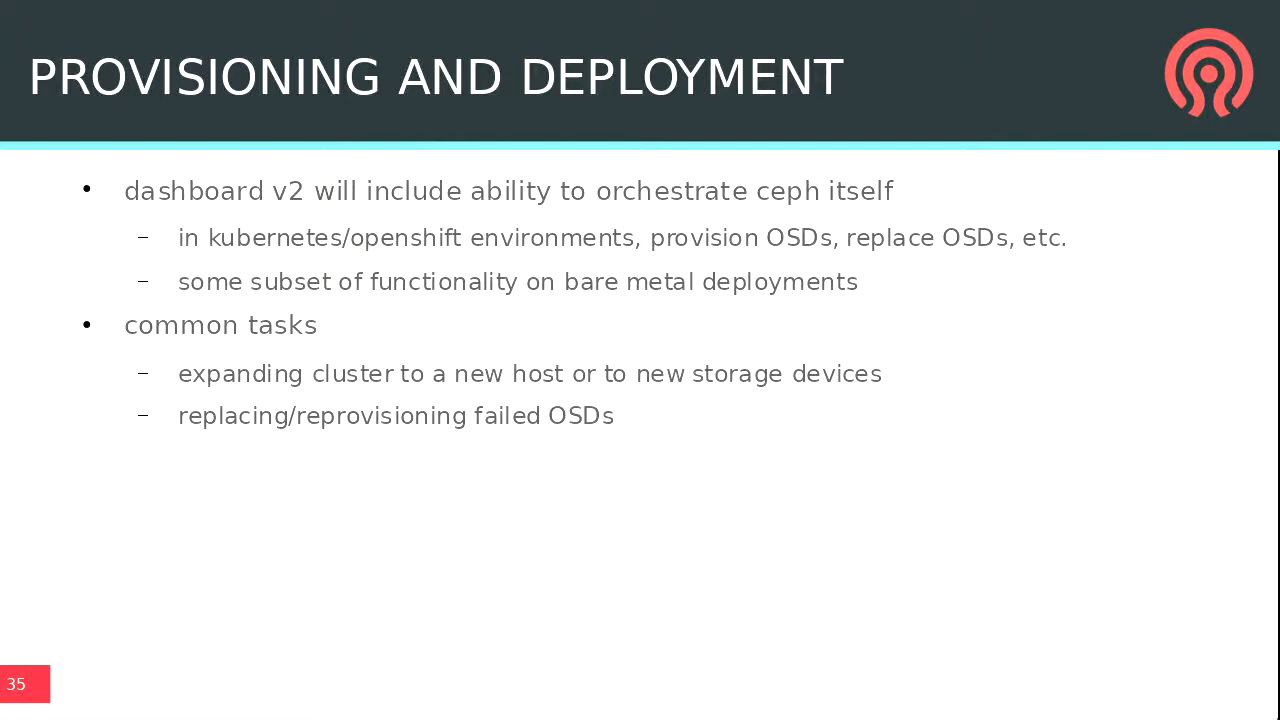 PROVISIONING AND DEPLOYMENT
• dashboard v2 will include ability to orchestrate ceph itself
– in kubernetes/openshift environments, provision OSDs, replace OSDs, etc.
– some subset of functionality on bare metal deployments
• common tasks
– expanding cluster to a new host or to new storage devices
– replacing/reprovisioning failed OSDs
35